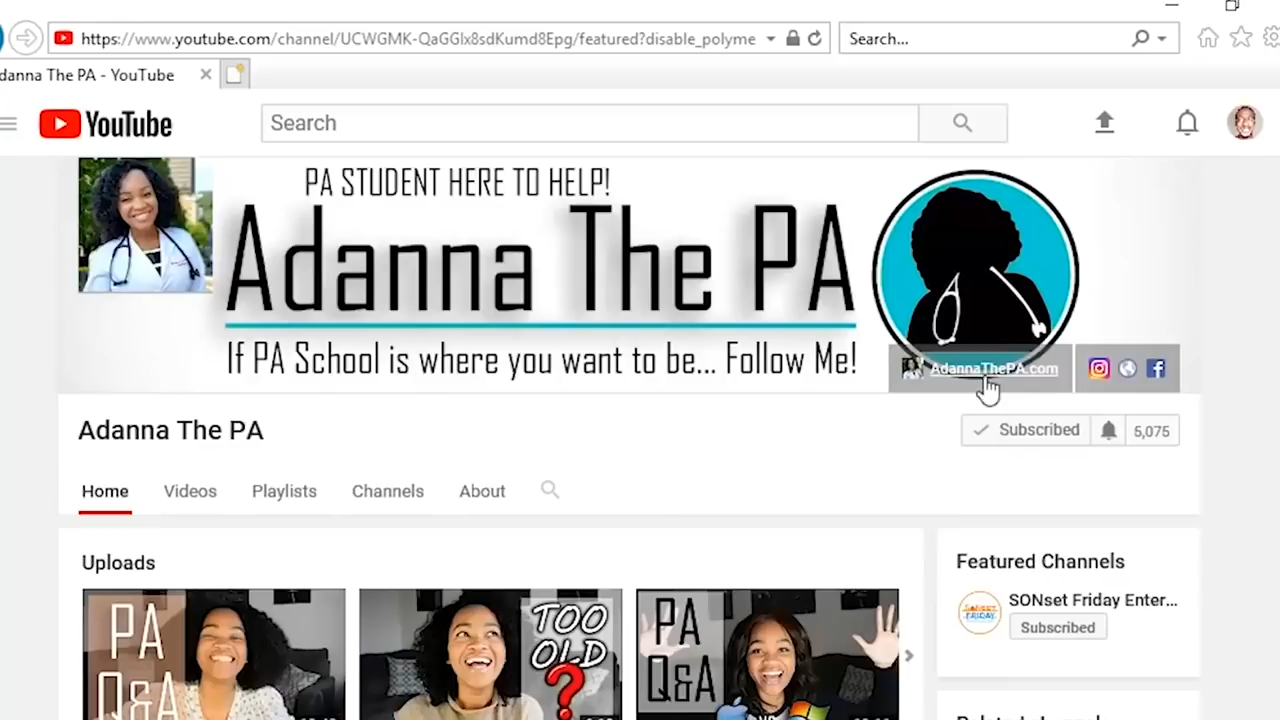 https://www.youtube.com/channel/UCWGMK-QaGGlx8sdKumd8Epg/featured?disable_polyme
Search...
danna The PA - YouTube
YouTube
Search
PA STUDENT HERE TO HELP!
Adanna The PA
If PA School is where you want to be... Follow Me!
AdannaThePA.com
Adanna The PA
Subscribed
5,075
Home
Videos
Playlists
Channels
About
Uploads
Featured Channels
PA
Q&A
TOO
OLD
?
PA
Q&A
SONset Friday Enter...
SONSET
FRIDAY
Subscribed